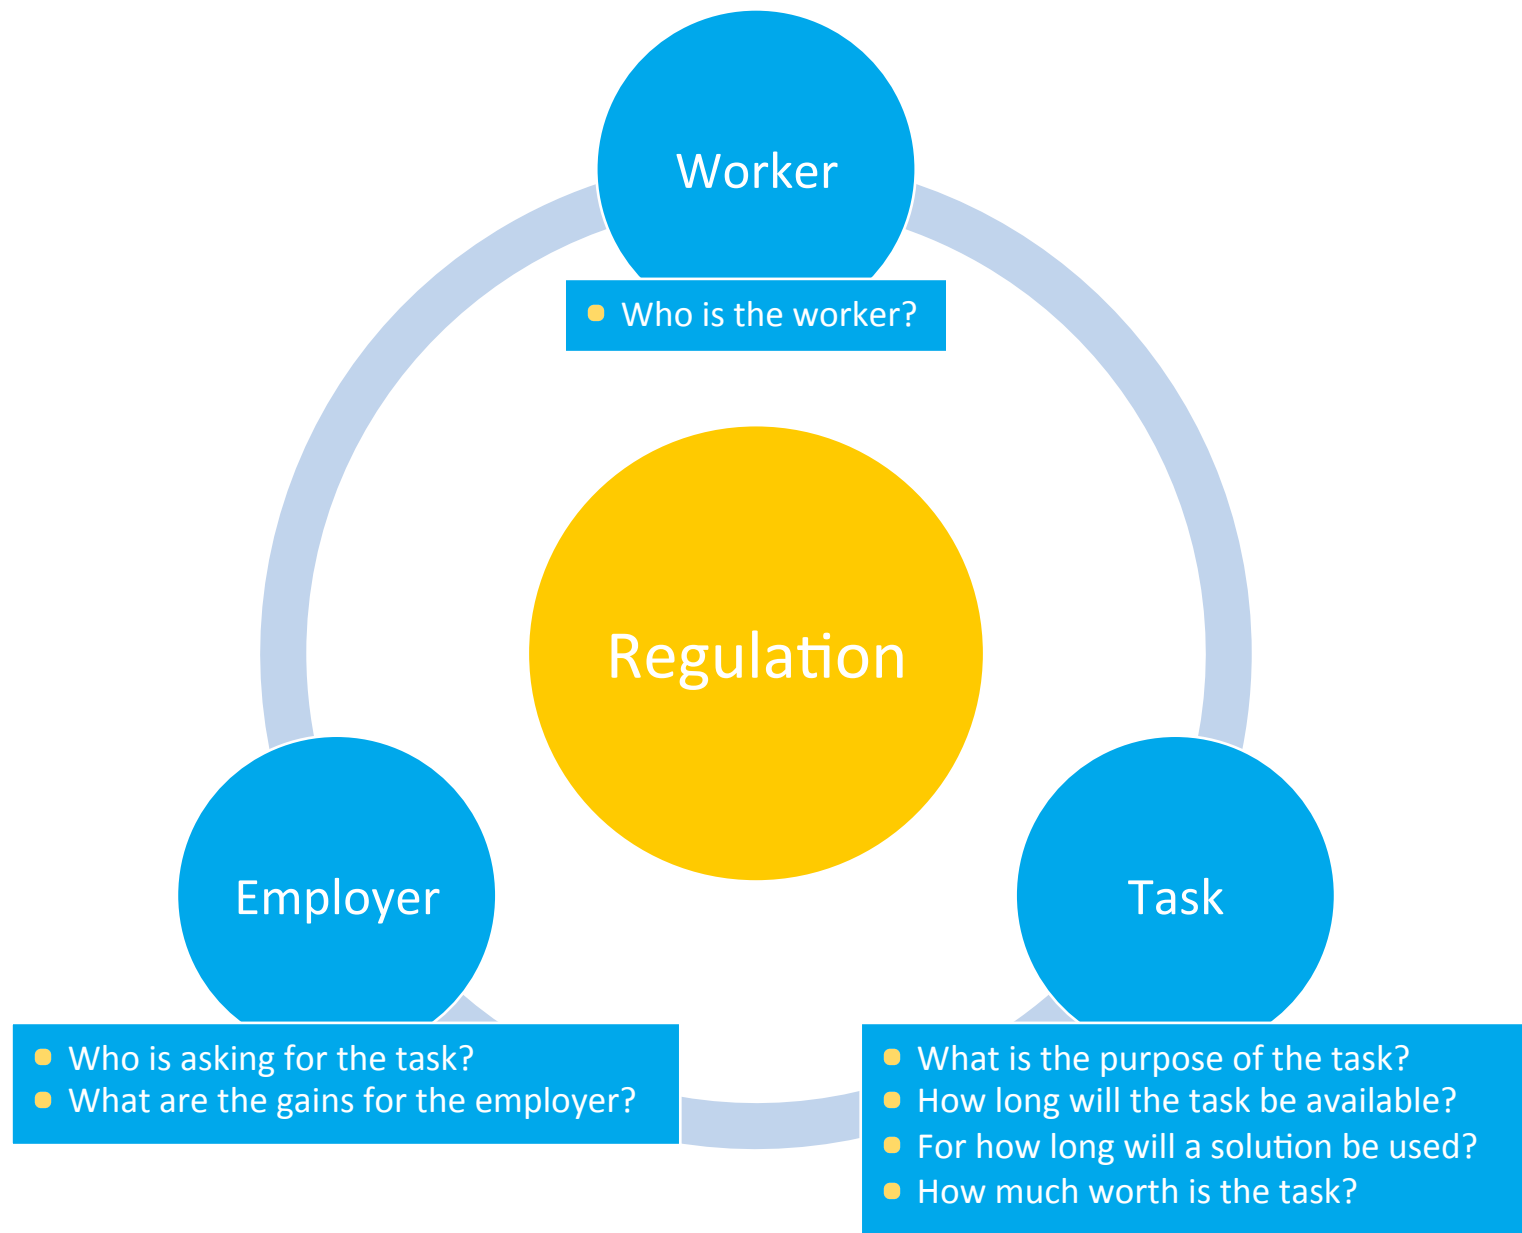 Worker
Who is the worker?
Regulation
Employer
Who is asking for the task?
What are the gains for the employer?
Task
What is the purpose of the task?
How long will the task be available?
For how long will a solution be used?
How much worth is the task?